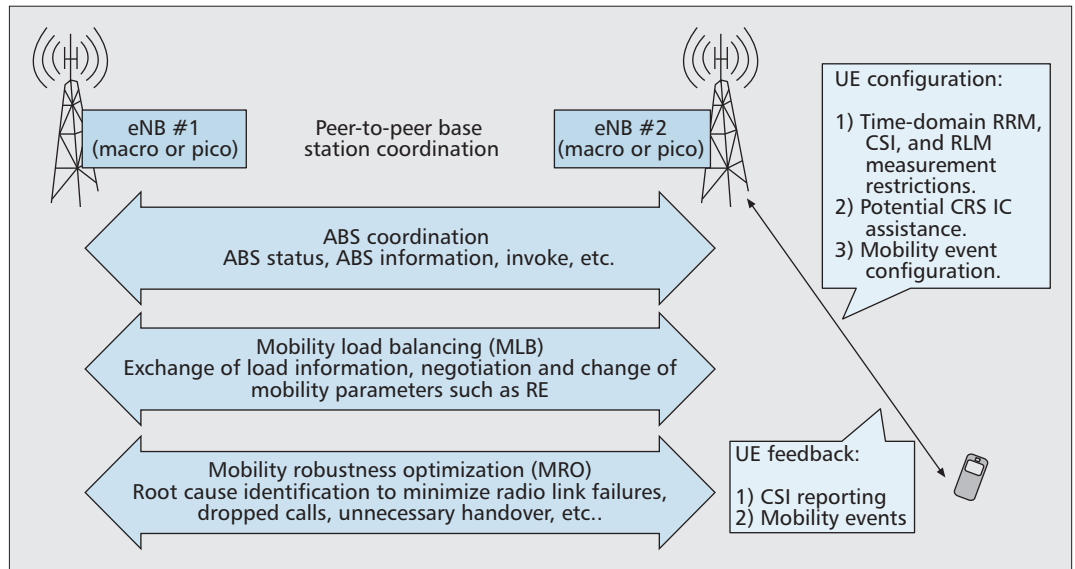 eNB #1
(macro or pico)
Peer-to-peer base
station coordination
eNB #2
(macro or pico)
UE configuration:
1) Time-domain RRM,
CSI, and RLM
measurement
restrictions.
2) Potential CRS IC
assistance.
3) Mobility event
configuration.
ABS coordination
ABS status, ABS information, invoke, etc.
Mobility load balancing (MLB)
Exchange of load information, negotiation and change of
mobility parameters such as RE
Mobility robustness optimization (MRO)
Root cause identification to minimize radio link failures,
dropped calls, unnecessary handover, etc..
UE feedback:
1) CSI reporting
2) Mobility events